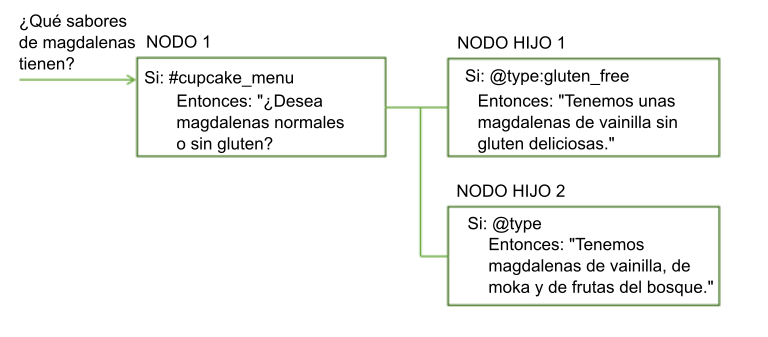 ¿Qué sabores
de magdalenas
tienen?
NODO 1
Si: #cupcake_menu
Entonces: "¿Desea
magdalenas normales
o sin gluten?
NODO HIJO 1
Si: @type:gluten_free
Entonces: "Tenemos unas
magdalenas de vainilla sin
gluten deliciosas."
NODO HIJO 2
Si: @type
Entonces: "Tenemos
magdalenas de vainilla, de
moka y de frutas del bosque."